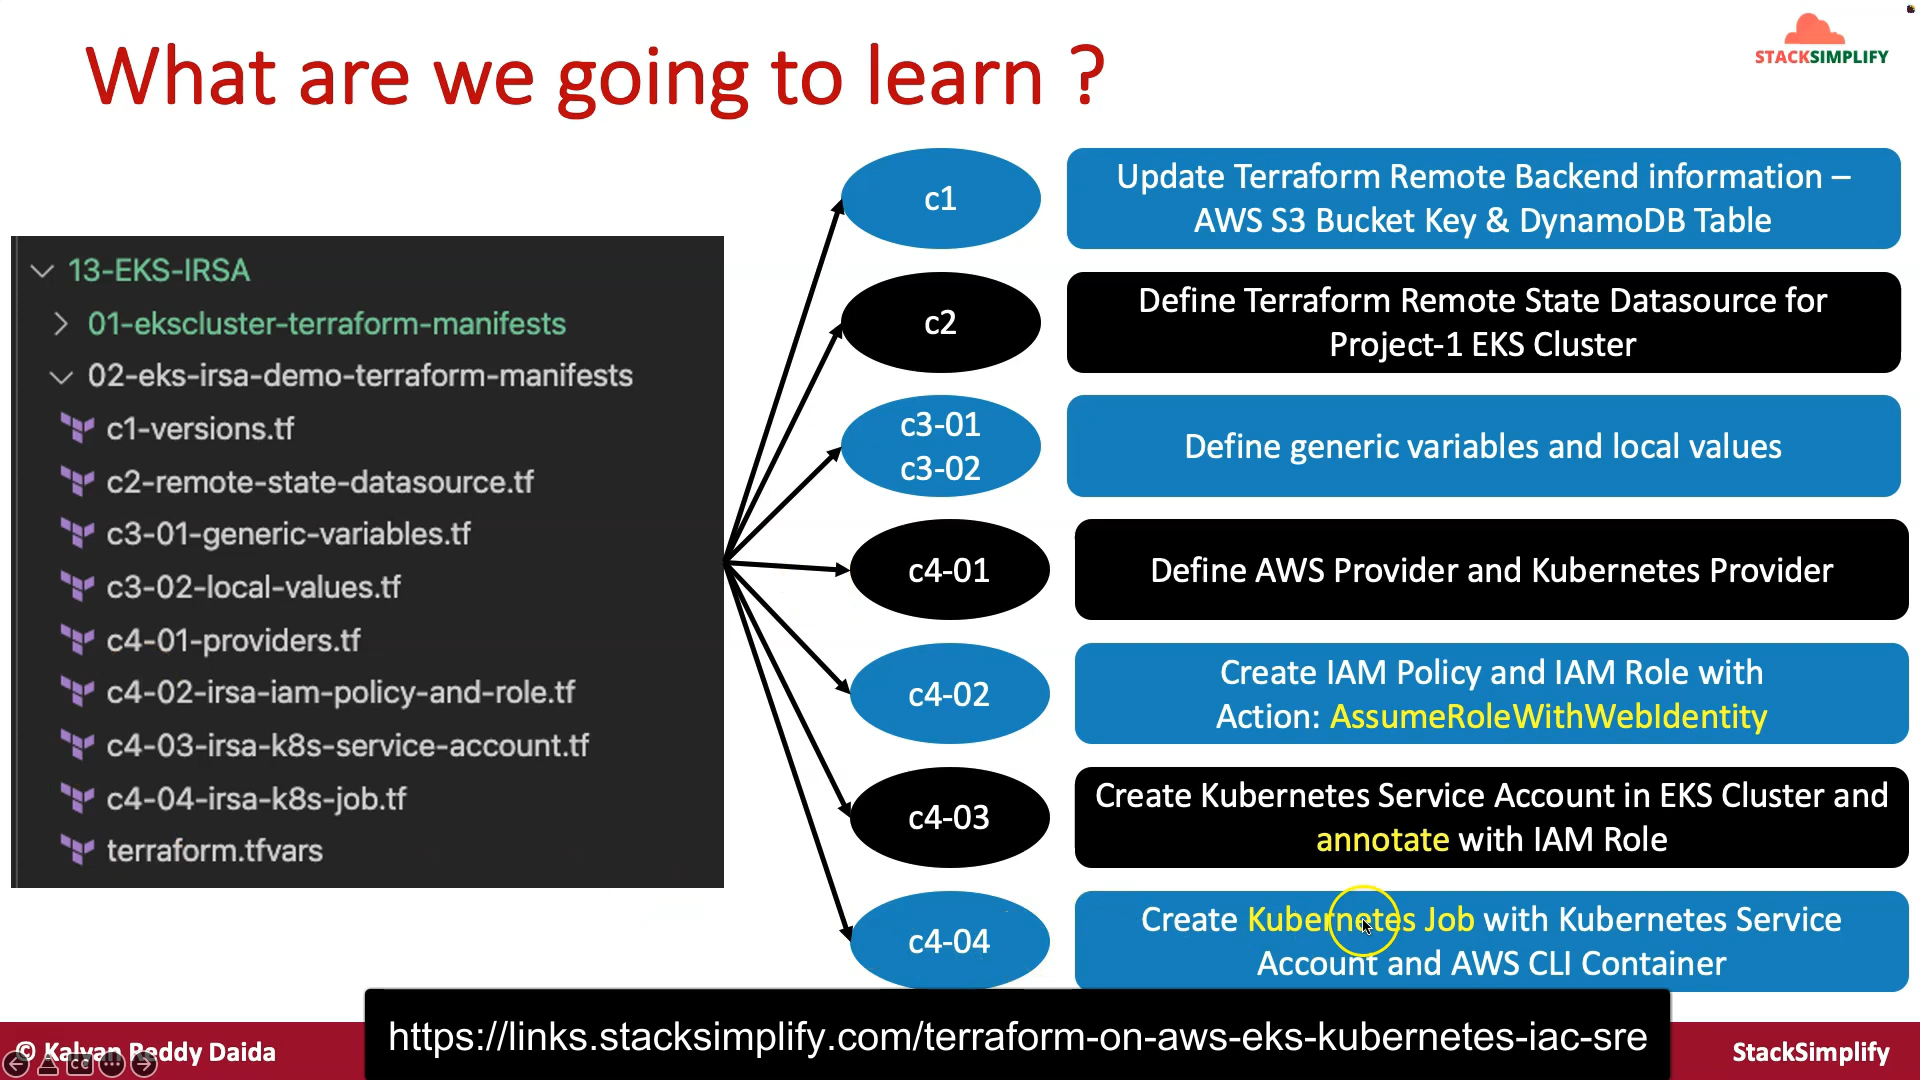 What are we going to learn ?
STACKSIMPLIFY
13-EKS-IRSA
01-ekscluster-terraform-manifests
02-eks-irsa-demo-terraform-manifests
c1-versions.tf
c2-remote-state-datasource.tf
c3-01-generic-variables.tf
c3-02-local-values.tf
c4-01-providers.tf
c4-02-irsa-iam-policy-and-role.tf
c4-03-irsa-k8s-service-account.tf
c4-04-irsa-k8s-job.tf
terraform.tfvars
c1
Update Terraform Remote Backend information –
AWS S3 Bucket Key & DynamoDB Table
c2
Define Terraform Remote State Datasource for
Project-1 EKS Cluster
c3-01
c3-02
Define generic variables and local values
c4-01
Define AWS Provider and Kubernetes Provider
c4-02
Create IAM Policy and IAM Role with
Action: AssumeRoleWithWebIdentity
c4-03
Create Kubernetes Service Account in EKS Cluster and
annotate with IAM Role
c4-04
Create Kubernetes Job with Kubernetes Service
Account and AWS CLI Container
© Kalyan Reddy Daida
https://links.stacksimplify.com/terraform-on-aws-eks-kubernetes-iac-sre
StackSimplify
CC